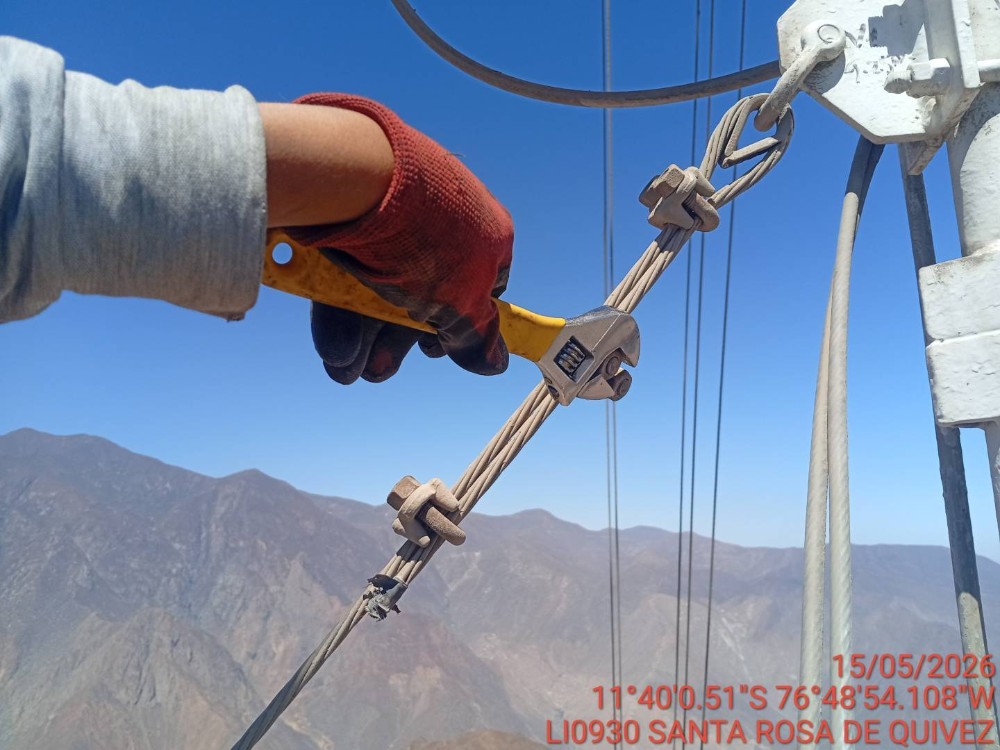 15/05/2026
11°40'0.51"S 76°48'54.108"W
LI0930 SANTA ROSA DE QUIVEZ